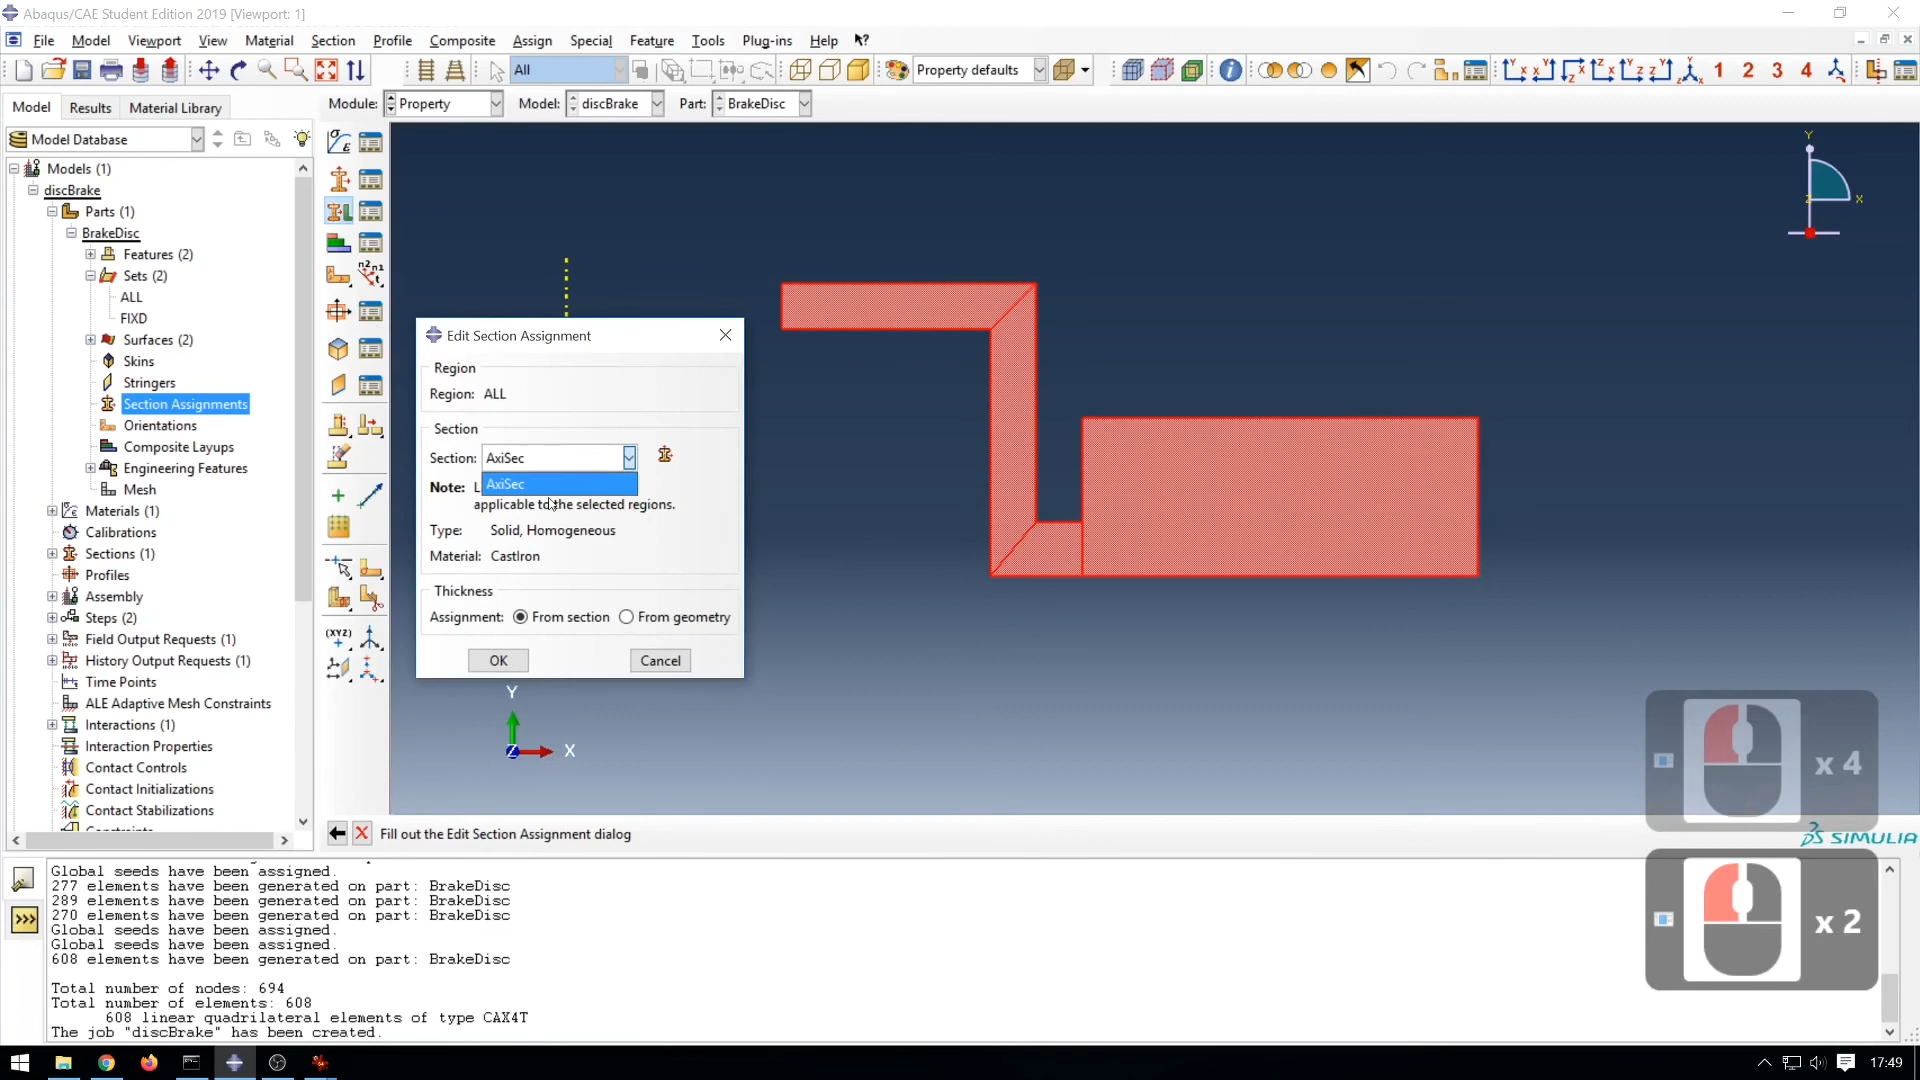 Abaqus/CAE Student Edition 2019 [Viewport: 1]
File Model Viewport View Material Section Profile Composite Assign Special Feature Tools Plug-ins Help
All
Property defaults
1 2 3 4
Model Results Material Library
Module: Property Model: discBrake Part: BrakeDisc
Model Database
Models (1)
discBrake
Parts (1)
BrakeDisc
Features (2)
Sets (2)
ALL
FIXD
Surfaces (2)
Skins
Stringers
Section Assignments
Orientations
Composite Layups
Engineering Features
Mesh
Materials (1)
Calibrations
Sections (1)
Profiles
Assembly
Steps (2)
Field Output Requests (1)
History Output Requests (1)
Time Points
ALE Adaptive Mesh Constraints
Interactions (1)
Interaction Properties
Contact Controls
Contact Initializations
Contact Stabilizations
(XYZ)
Edit Section Assignment
Region
Region: ALL
Section
Section: AxiSec
AxiSec
Note: L
applicable to the selected regions.
Type: Solid, Homogeneous
Material: CastIron
Thickness
Assignment: From section From geometry
OK Cancel
Y
X
Z
Y
X
Z
x 4
x 2
Fill out the Edit Section Assignment dialog
SIMULIA
Global seeds have been assigned.
277 elements have been generated on part: BrakeDisc
289 elements have been generated on part: BrakeDisc
270 elements have been generated on part: BrakeDisc
Global seeds have been assigned.
Global seeds have been assigned.
608 elements have been generated on part: BrakeDisc
Total number of nodes: 694
Total number of elements: 608
608 linear quadrilateral elements of type CAX4T
The job "discBrake" has been created.
17:49